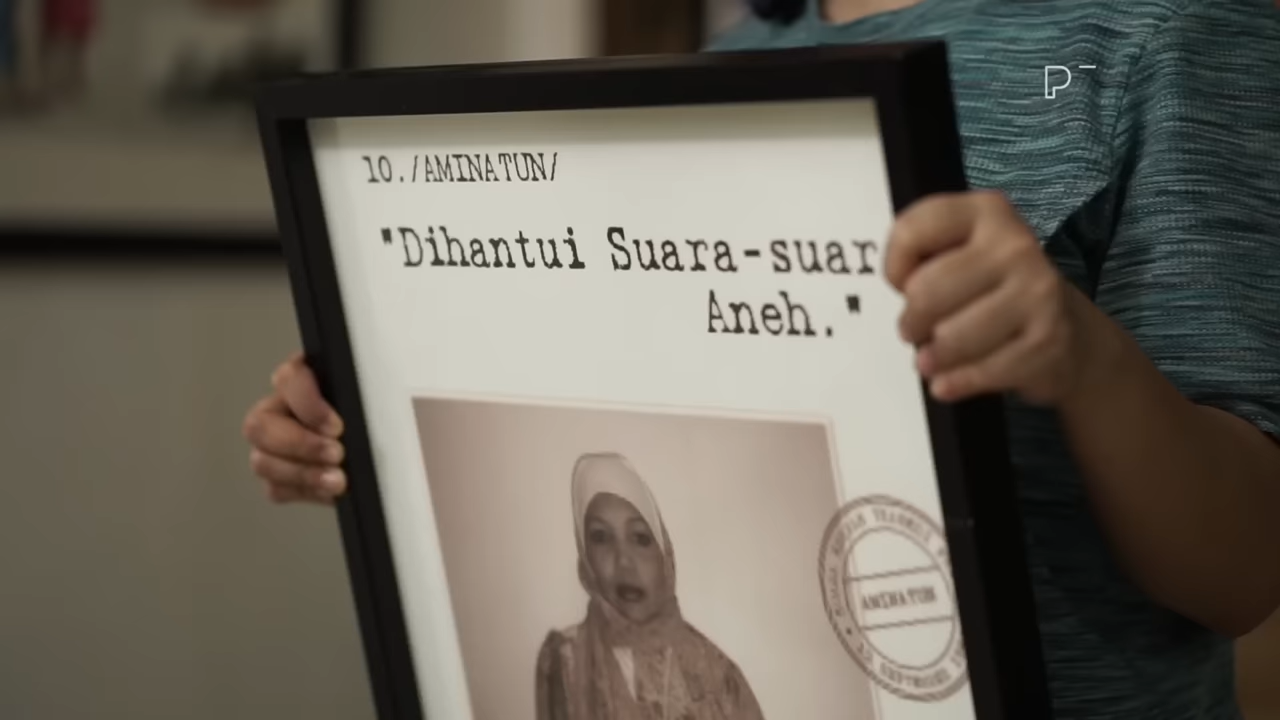 P
10./AMINATUN/
"Dihantui Suara-suar
Aneh."
AMINATUN